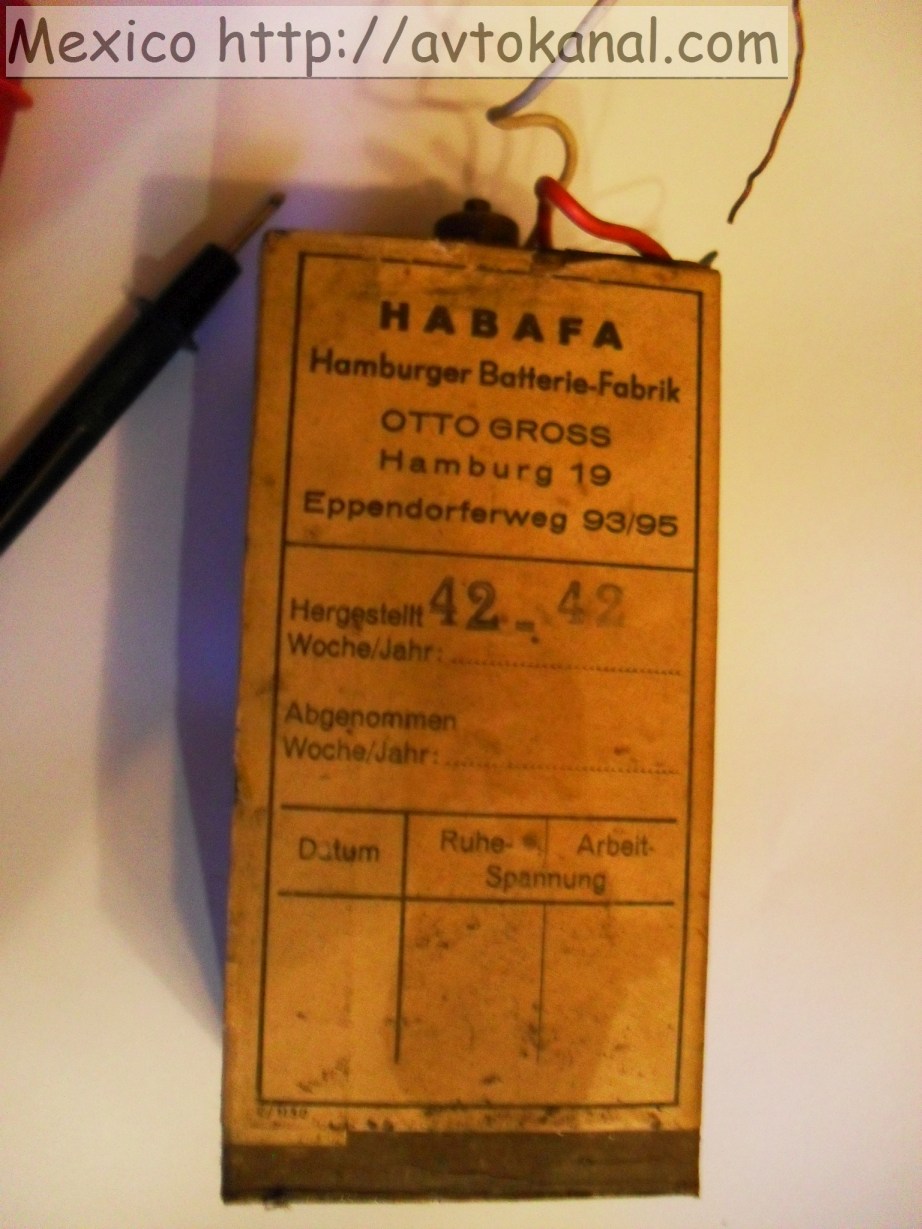 Mexico http://avtokanal.com
HABAFA
Hamburger Batterie-Fabrik
OTTO GROSS
Hamburg 19
Eppendorferweg 93/95
Hergestellt 42-42
Woche/Jahr:
Abgenommen
Woche/Jahr:
Datum Ruhe- Arbeit-
Spannung